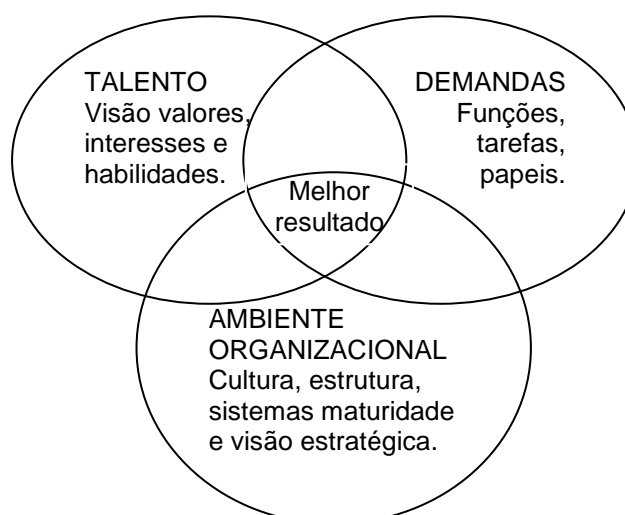 TALENTO
Visão valores,
interesses e
habilidades.
DEMANDAS
Funções,
tarefas,
papeis.
Melhor
resultado
AMBIENTE
ORGANIZACIONAL
Cultura, estrutura,
sistemas maturidade
e visão estratégica.